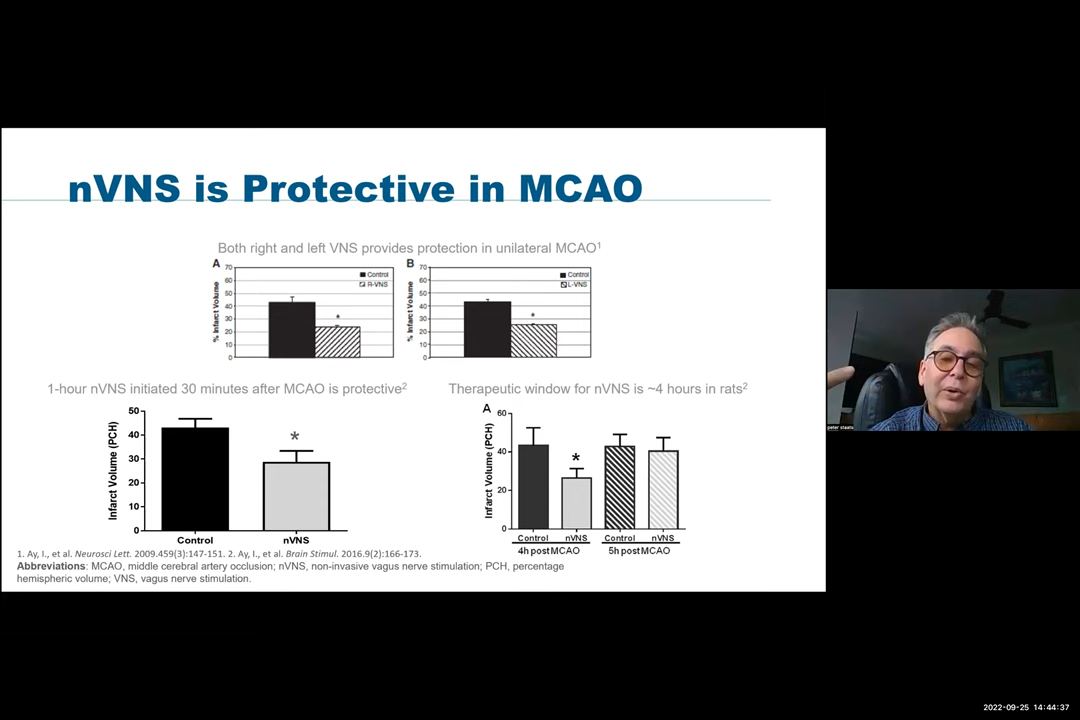 nVNS is Protective in MCAO
Both right and left VNS provides protection in unilateral MCAO1
A
70
60
50
40
30
20
10
0
% Infarct Volume
Control
R-VNS
*
B
70
60
50
40
30
20
10
0
% Infarct Volume
Control
L-VNS
*
1-hour nVNS initiated 30 minutes after MCAO is protective2
50
40
30
20
10
0
Infarct Volume (PCH)
*
Control nVNS
Therapeutic window for nVNS is ~4 hours in rats2
A
60
40
20
0
Infarct Volume (PCH)
*
Control nVNS Control nVNS
4h post MCAO 5h post MCAO
1. Ay, I., et al. Neurosci Lett. 2009.459(3):147-151. 2. Ay, I., et al. Brain Stimul. 2016.9(2):166-173.
Abbreviations: MCAO, middle cerebral artery occlusion; nVNS, non-invasive vagus nerve stimulation; PCH, percentage
hemispheric volume; VNS, vagus nerve stimulation.
peter staats
2022-09-25 14:44:37